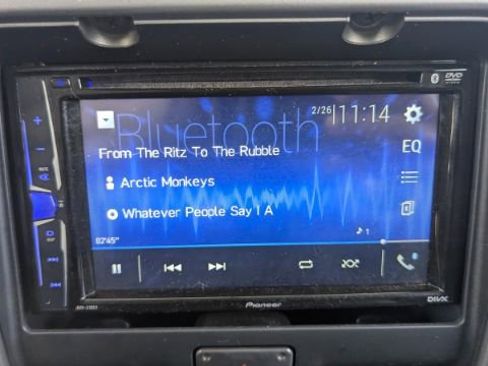 DVD
2/26 11:14
Bluetooth
EQ
From The Ritz To The Rubble
Arctic Monkeys
Whatever People Say I A
1
02'45"
Pioneer
DIVX